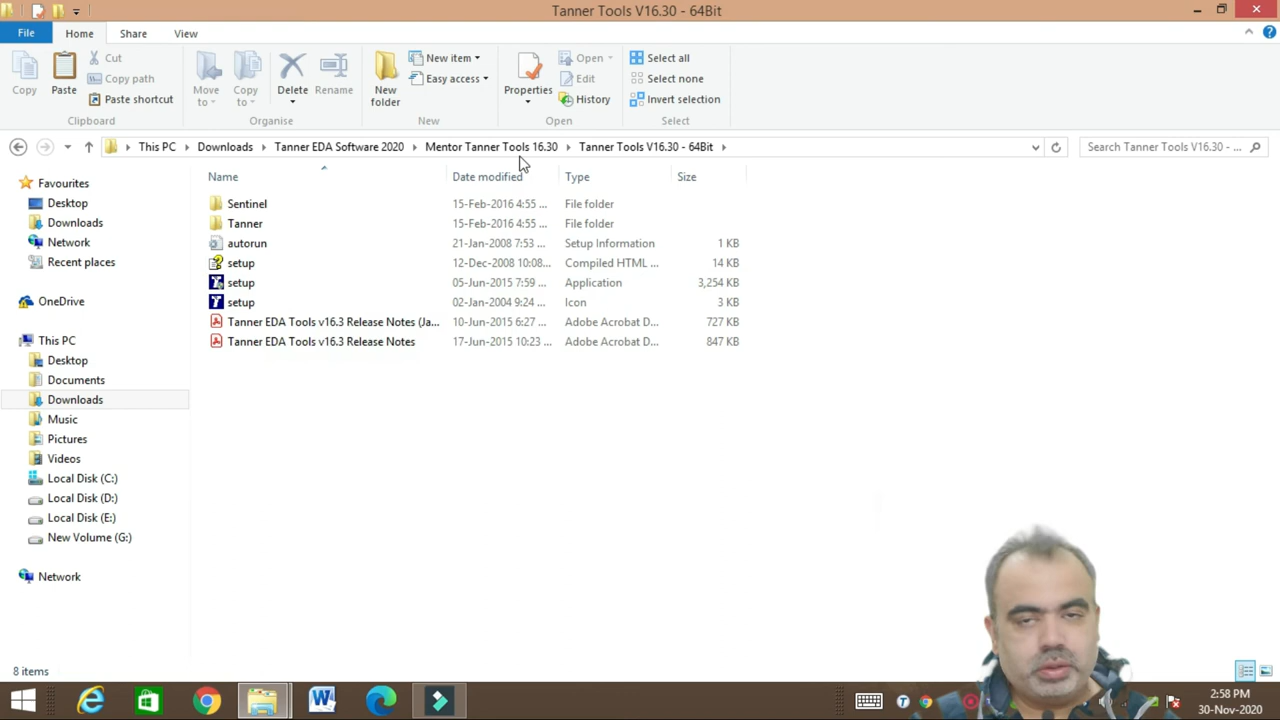 Tanner Tools V16.30 - 64Bit
File Home Share View
Copy
Paste
Cut
Copy path
Paste shortcut
Clipboard
Move to
Copy to
Delete
Rename
Organise
New folder
New item
Easy access
New
Properties
Open
Edit
History
Open
Select all
Select none
Invert selection
Select
This PC Downloads Tanner EDA Software 2020 Mentor Tanner Tools 16.30 Tanner Tools V16.30 - 64Bit
Search Tanner Tools V16.30 - ...
Favourites
Desktop
Downloads
Network
Recent places
OneDrive
This PC
Desktop
Documents
Downloads
Music
Pictures
Videos
Local Disk (C:)
Local Disk (D:)
Local Disk (E:)
New Volume (G:)
Network
Name Date modified Type Size
Sentinel 15-Feb-2016 4:55 ... File folder
Tanner 15-Feb-2016 4:55 ... File folder
autorun 21-Jan-2008 7:53 ... Setup Information 1 KB
setup 12-Dec-2008 10:08... Compiled HTML ... 14 KB
setup 05-Jun-2015 7:59 ... Application 3,254 KB
setup 02-Jan-2004 9:24 ... Icon 3 KB
Tanner EDA Tools v16.3 Release Notes (Ja... 10-Jun-2015 6:27 ... Adobe Acrobat D... 727 KB
Tanner EDA Tools v16.3 Release Notes 17-Jun-2015 10:23 ... Adobe Acrobat D... 847 KB
8 items
2:58 PM
30-Nov-2020